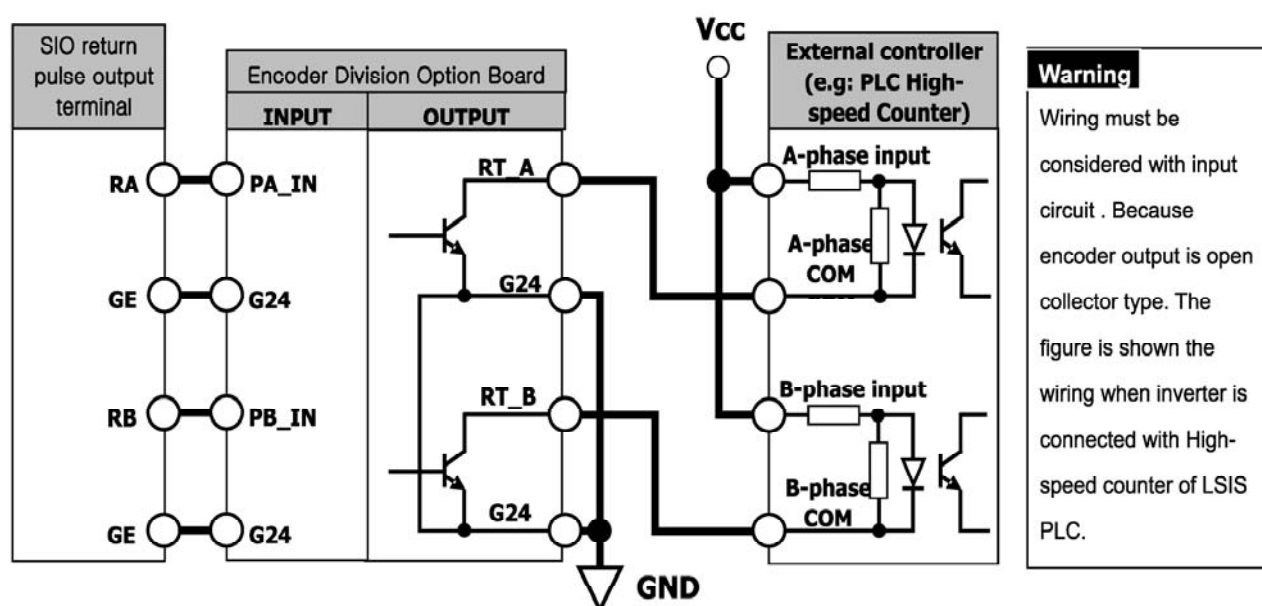 SIO return
pulse output
terminal
RA
GE
RB
GE
Encoder Division Option Board
INPUT
OUTPUT
PA_IN
G24
PB_IN
G24
RT_A
G24
RT_B
G24
GND
Vcc
External controller
(e.g: PLC High-
speed Counter)
A-phase input
A-phase
COM
B-phase input
B-phase
COM
Warning
Wiring must be
considered with input
circuit . Because
encoder output is open
collector type. The
figure is shown the
wiring when inverter is
connected with High-
speed counter of LSIS
PLC.